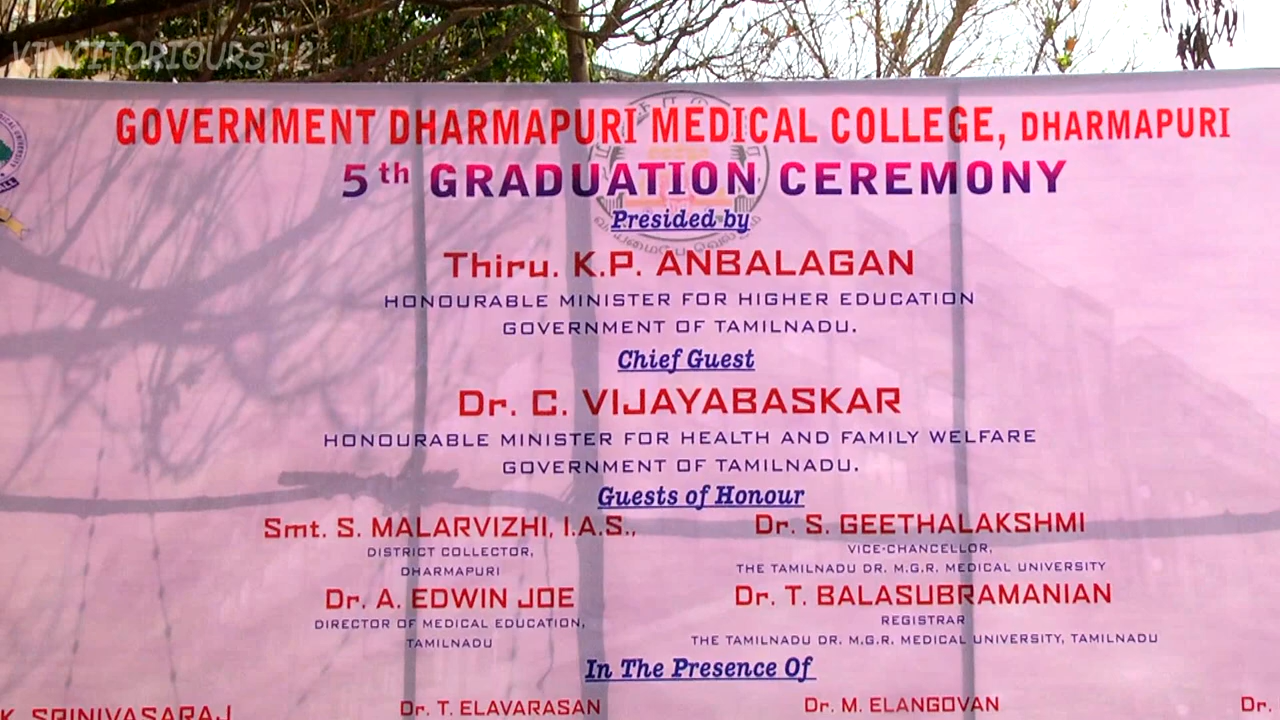 VINCITORIOURS 12
GOVERNMENT DHARMAPURI MEDICAL COLLEGE, DHARMAPURI
5th GRADUATION CEREMONY
Presided by
Thiru. K.P. ANBALAGAN
HONOURABLE MINISTER FOR HIGHER EDUCATION
GOVERNMENT OF TAMILNADU.
Chief Guest
Dr. C. VIJAYABASKAR
HONOURABLE MINISTER FOR HEALTH AND FAMILY WELFARE
GOVERNMENT OF TAMILNADU.
Guests of Honour
Smt. S. MALARVIZHI, I.A.S., Dr. S. GEETHALAKSHMI
DISTRICT COLLECTOR, VICE-CHANCELLOR,
DHARMAPURI THE TAMILNADU DR. M.G.R. MEDICAL UNIVERSITY
Dr. A. EDWIN JOE Dr. T. BALASUBRAMANIAN
DIRECTOR OF MEDICAL EDUCATION, REGISTRAR
TAMILNADU THE TAMILNADU DR. M.G.R. MEDICAL UNIVERSITY, TAMILNADU
In The Presence Of
K. SRINIVASARAJ Dr. T. ELAVARASAN Dr. M. ELANGOVAN Dr.